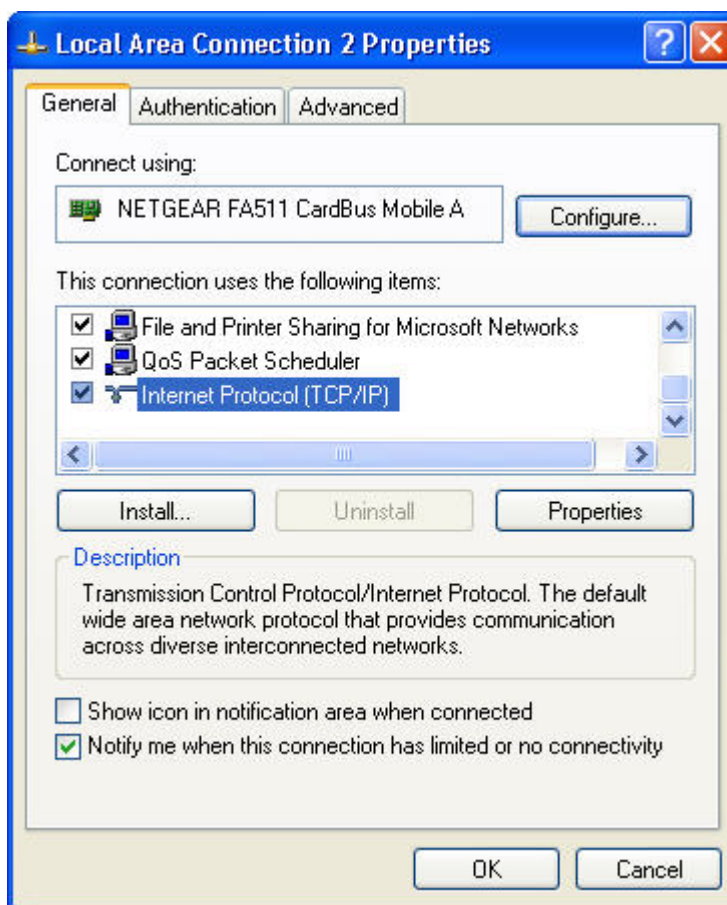 Local Area Connection 2 Properties
General
Authentication
Advanced
Connect using:
NETGEAR FA511 CardBus Mobile A
Configure...
This connection uses the following items:
File and Printer Sharing for Microsoft Networks
QoS Packet Scheduler
Internet Protocol (TCP/IP)
Install...
Uninstall
Properties
Description
Transmission Control Protocol/Internet Protocol. The default
wide area network protocol that provides communication
across diverse interconnected networks.
Show icon in notification area when connected
Notify me when this connection has limited or no connectivity
OK
Cancel